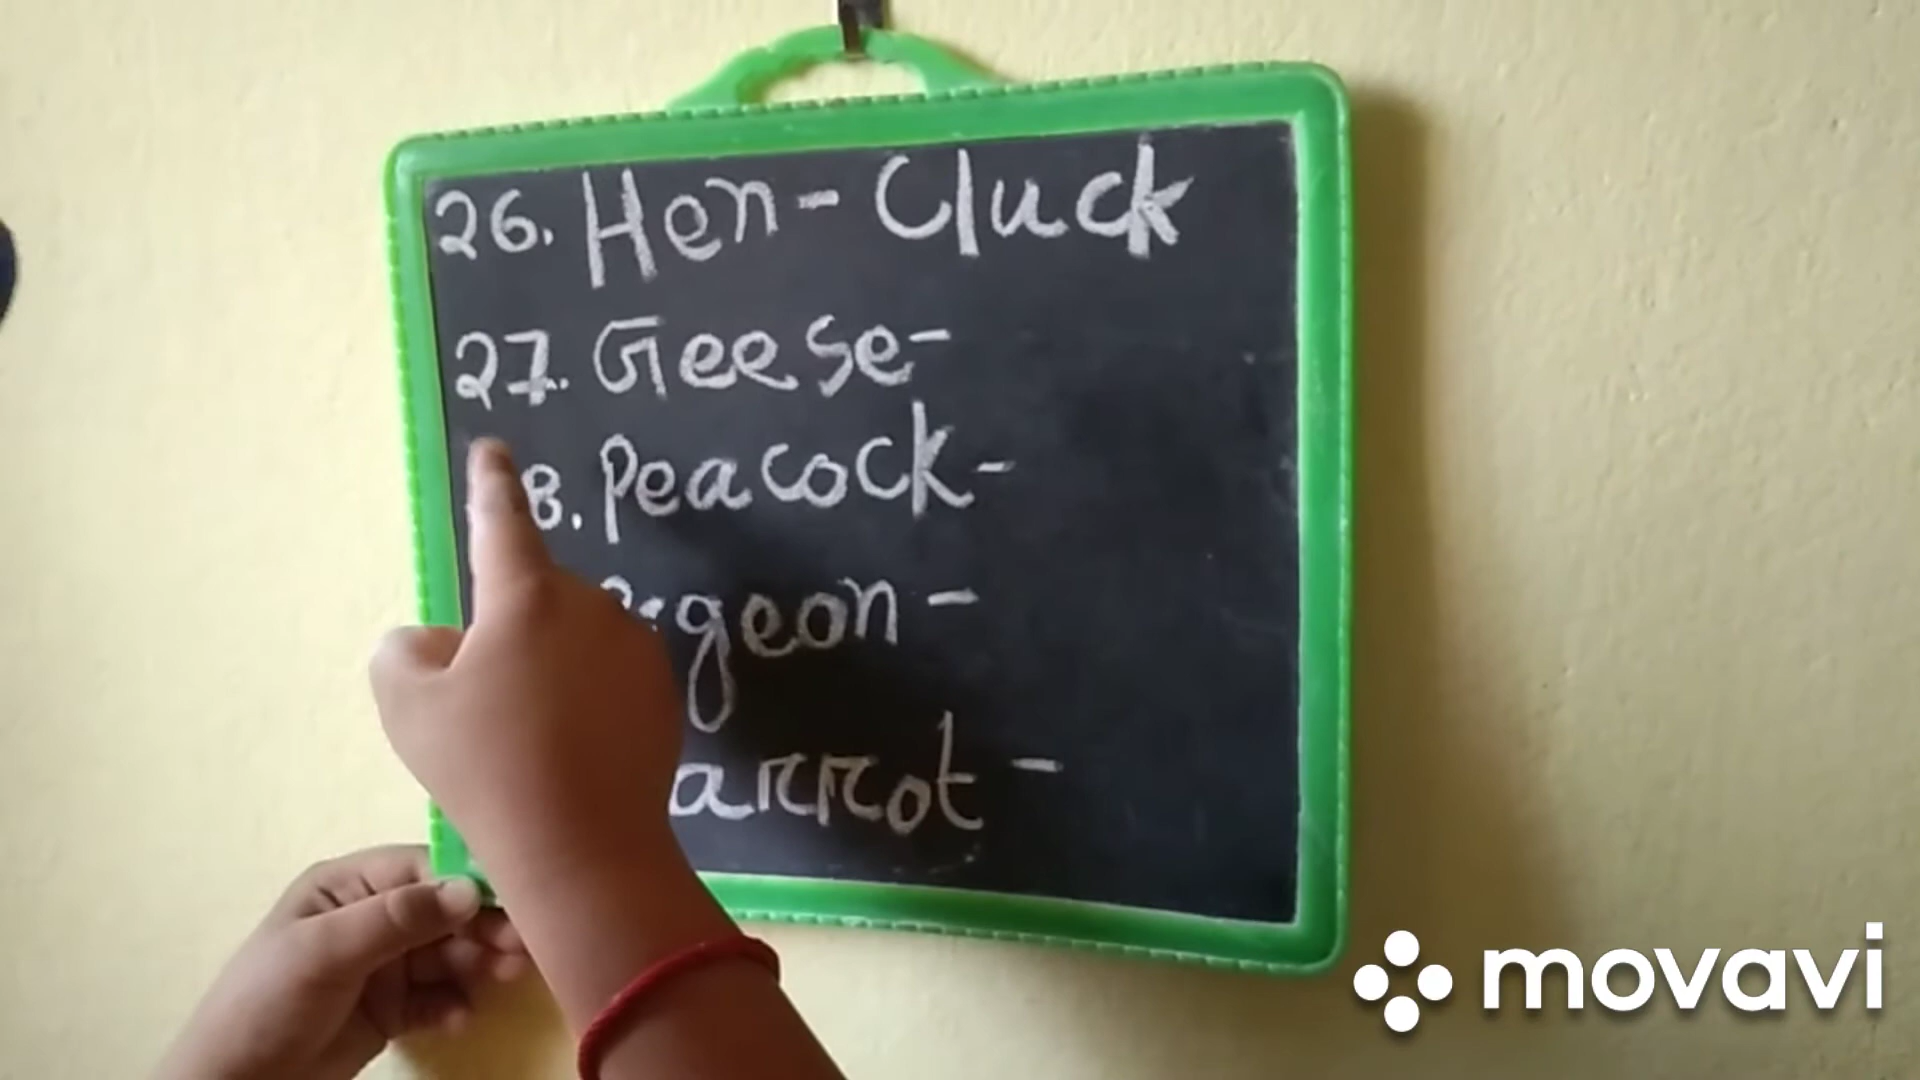 26. Hen - Cluck
27. Geese -
8. Peacock -
geon -
arrot -
movavi